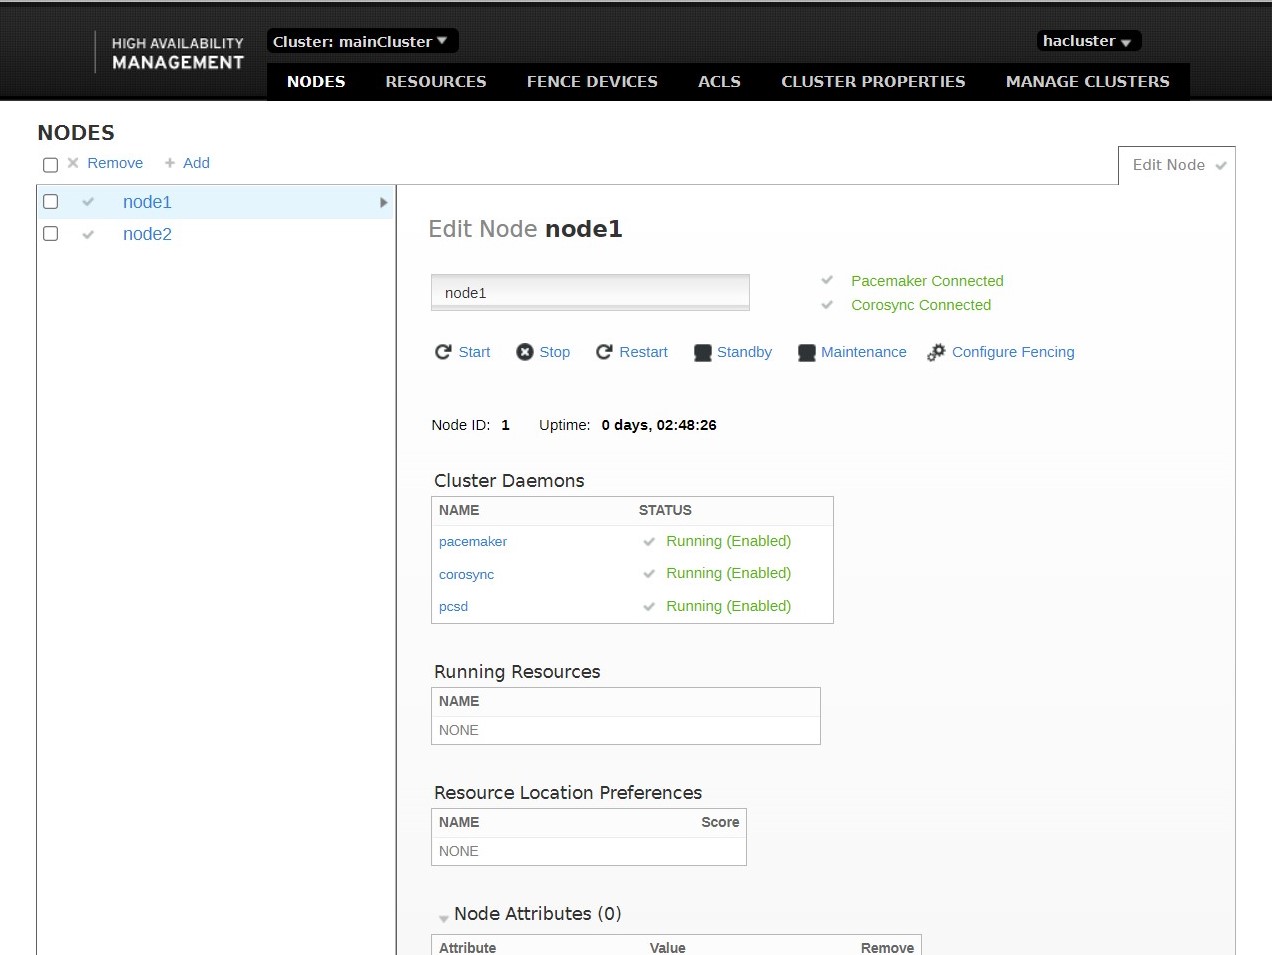 HIGH AVAILABILITY
MANAGEMENT
Cluster: mainCluster
hacluster
NODES RESOURCES FENCE DEVICES ACLS CLUSTER PROPERTIES MANAGE CLUSTERS
NODES
Remove Add
Edit Node
node1
node2
Edit Node node1
node1
Pacemaker Connected
Corosync Connected
Start Stop Restart Standby Maintenance Configure Fencing
Node ID: 1 Uptime: 0 days, 02:48:26
Cluster Daemons
NAME STATUS
pacemaker Running (Enabled)
corosync Running (Enabled)
pcsd Running (Enabled)
Running Resources
NAME
NONE
Resource Location Preferences
NAME Score
NONE
Node Attributes (0)
Attribute Value Remove